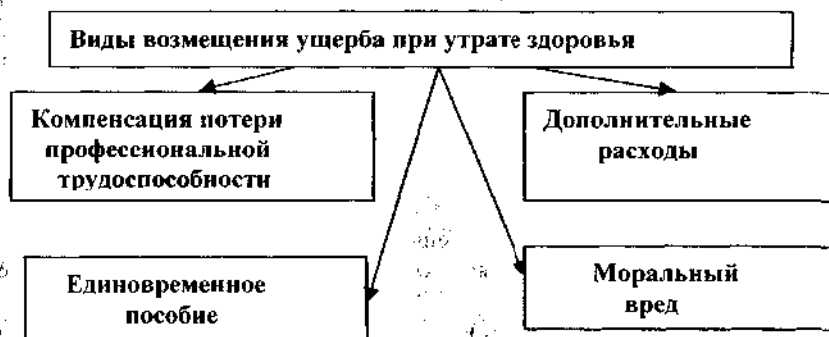 Виды возмещения ущерба при утрате здоровья
Компенсация потери
профессиональной
трудоспособности
Дополнительные
расходы
Единовременное
пособие
Моральный
вред